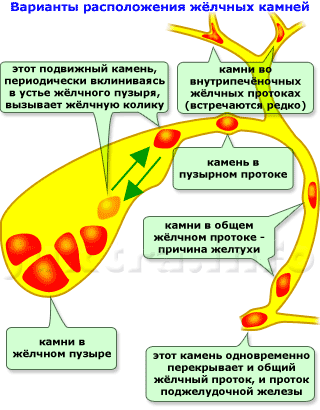 Варианты расположения жёлчных камней
этот подвижный камень,
периодически вклиниваясь
в устье жёлчного пузыря,
вызывает жёлчную колику
камни во
внутрипечёночных
жёлчных протоках
(встречаются редко)
камень в
пузырном протоке
камни в общем
жёлчном протоке -
причина желтухи
камни в
жёлчном пузыре
этот камень одновременно
перекрывает и общий
жёлчный проток, и проток
поджелудочной железы